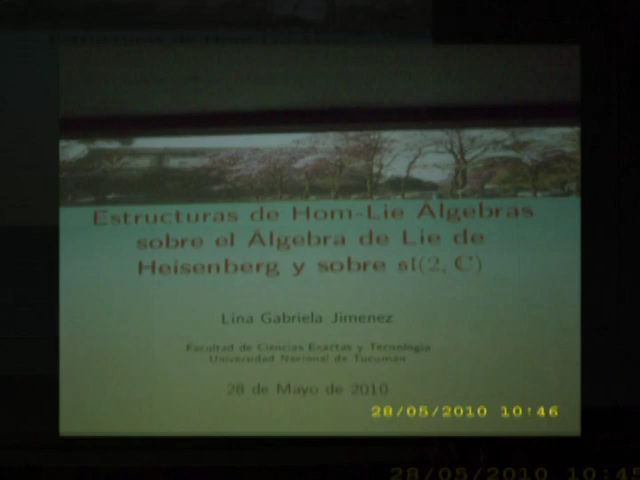 Estructuras de Hom-Lie Álgebras
sobre el Álgebra de Lie de
Heisenberg y sobre sl(2, C)
Lina Gabriela Jimenez
Facultad de Ciencias Exactas y Tecnología
Universidad Nacional de Tucumán
28 de Mayo de 2010
28/05/2010 10:46
28/05/2010 10:45